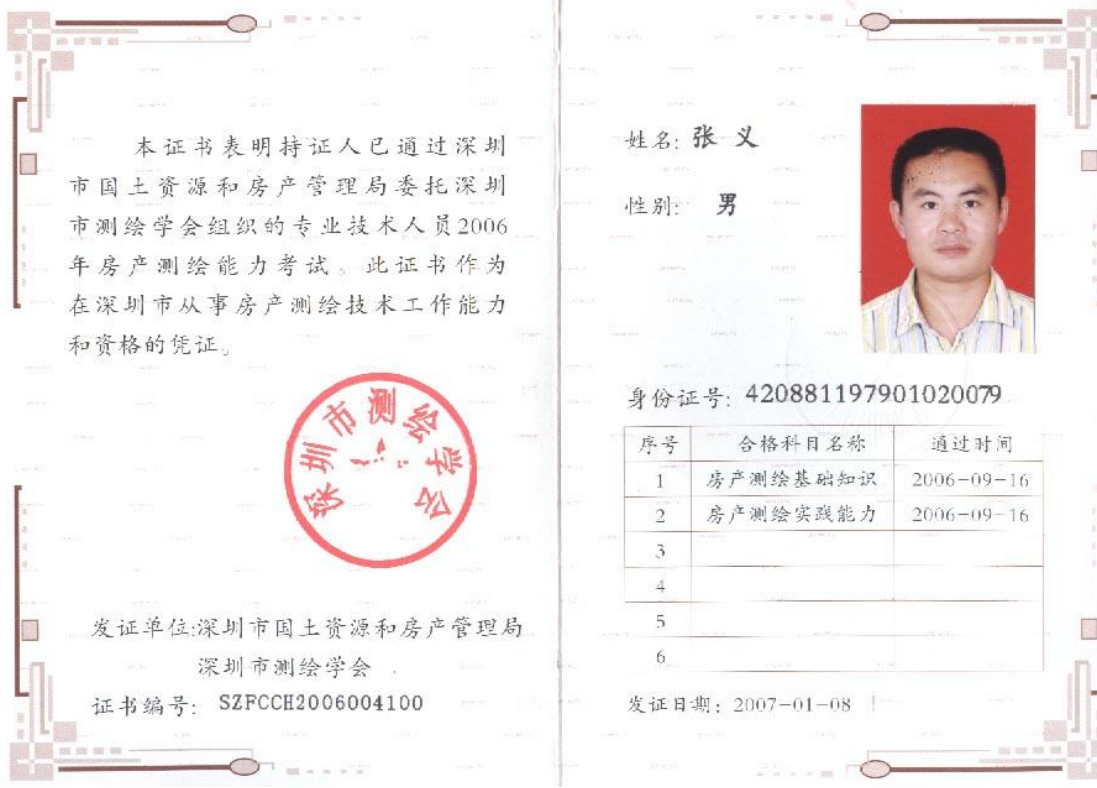 本证书表明持证人已通过深圳
市国土资源和房产管理局委托深圳
市测绘学会组织的专业技术人员2006
年房产测绘能力考试。此证书作为
在深圳市从事房产测绘技术工作能力
和资格的凭证。
深圳市测绘学会
发证单位:深圳市国土资源和房产管理局
深圳市测绘学会
证书编号: SZFCCH2006004100
姓名: 张 义
性别: 男
身份证号: 420881197901020079
序号 合格科目名称 通过时间
1 房产测绘基础知识 2006-09-16
2 房产测绘实践能力 2006-09-16
3
4
5
6
发证日期: 2007-01-08